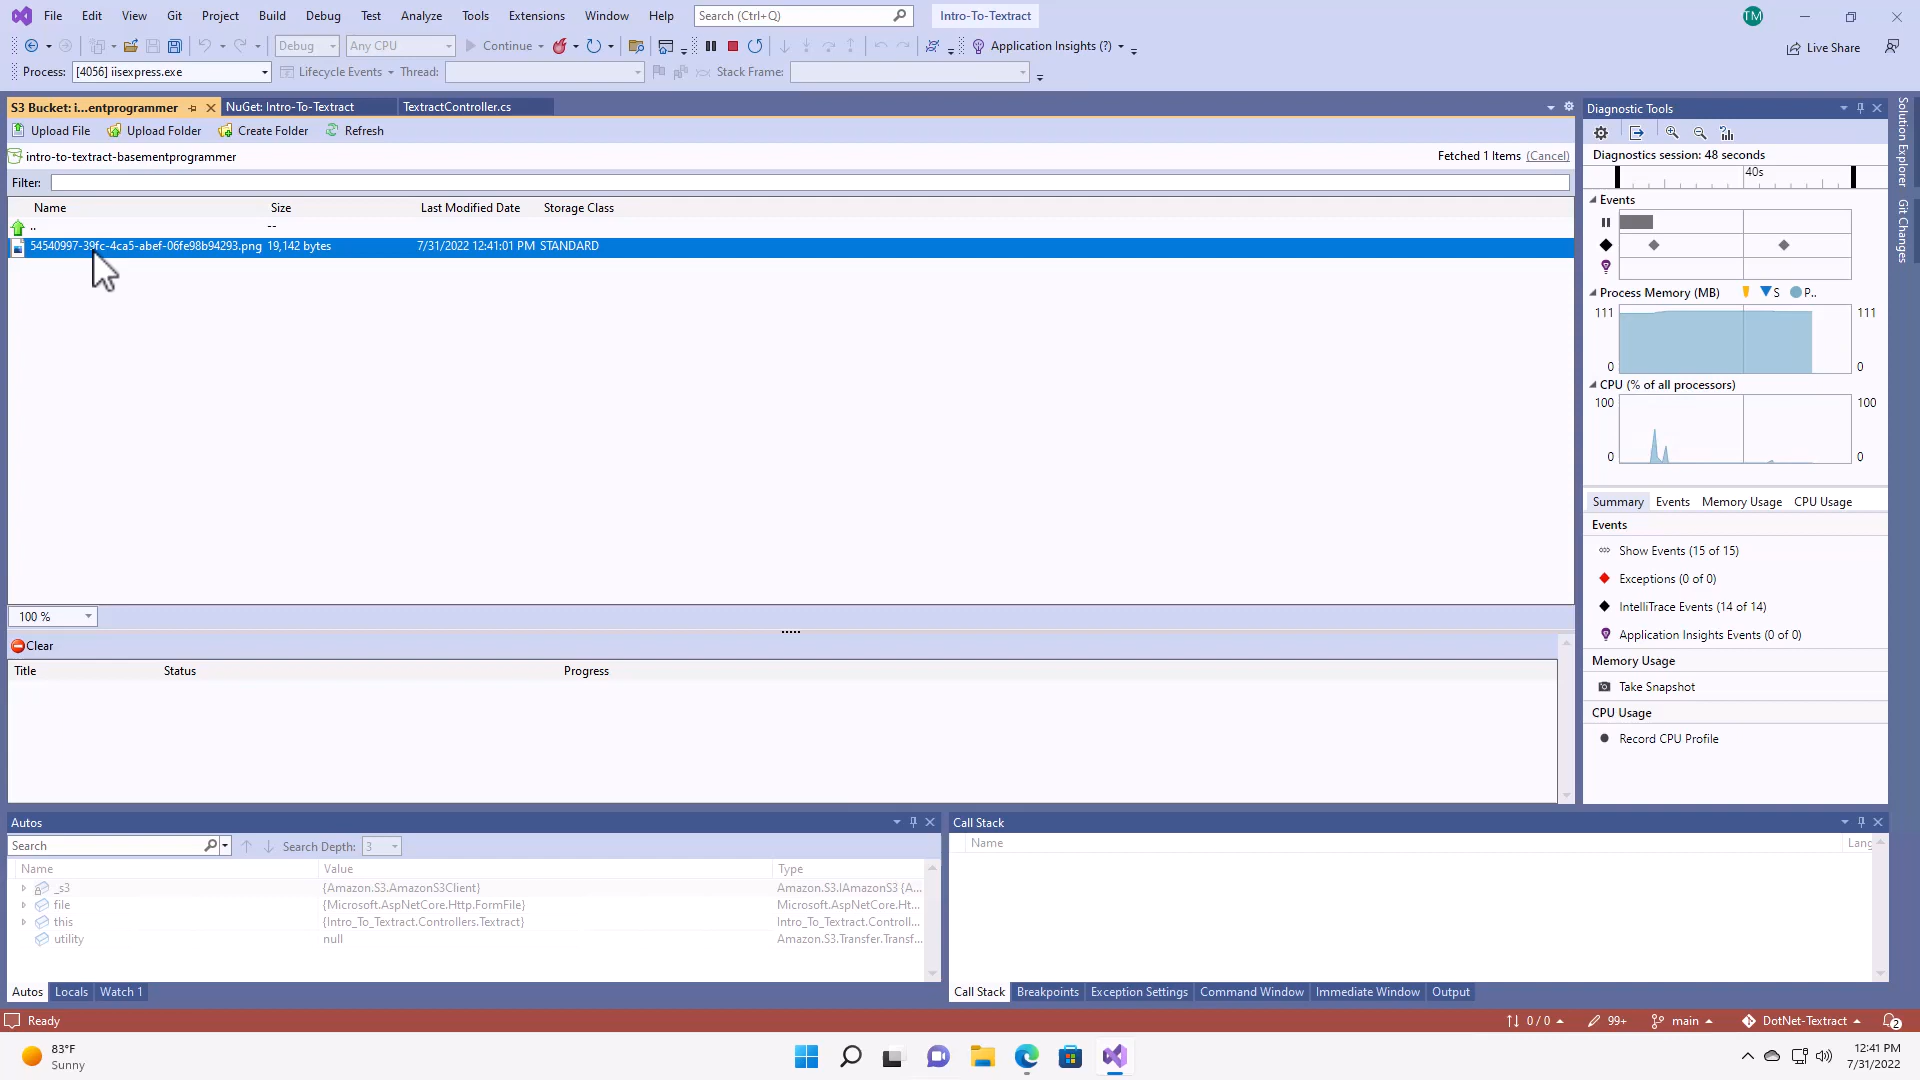 File Edit View Git Project Build Debug Test Analyze Tools Extensions Window Help Search (Ctrl+Q) Intro-To-Textract TM
Debug Any CPU Continue Application Insights (?) Live Share
Process: [4056] iisexpress.exe Lifecycle Events Thread: Stack Frame:
S3 Bucket: i...entprogrammer NuGet: Intro-To-Textract TextractController.cs
Upload File Upload Folder Create Folder Refresh
intro-to-textract-basementprogrammer Fetched 1 Items (Cancel)
Filter:
Name Size Last Modified Date Storage Class
.. --
54540997-39fc-4ca5-abef-06fe98b94293.png 19,142 bytes 7/31/2022 12:41:01 PM STANDARD
100 %
Clear
Title Status Progress
Diagnostic Tools
Diagnostics session: 48 seconds
40s
Events
Process Memory (MB) S P..
111 111
0 0
CPU (% of all processors)
100 100
0 0
Summary Events Memory Usage CPU Usage
Events
Show Events (15 of 15)
Exceptions (0 of 0)
IntelliTrace Events (14 of 14)
Application Insights Events (0 of 0)
Memory Usage
Take Snapshot
CPU Usage
Record CPU Profile
Solution Explorer
Git Changes
Autos
Search Search Depth: 3
Name Value Type
_s3 {Amazon.S3.AmazonS3Client} Amazon.S3.IAmazonS3 {A...
file {Microsoft.AspNetCore.Http.FormFile} Microsoft.AspNetCore.Ht...
this {Intro_To_Textract.Controllers.Textract} Intro_To_Textract.Controll...
utility null Amazon.S3.Transfer.Transf...
Autos Locals Watch 1
Call Stack
Name Lang
Call Stack Breakpoints Exception Settings Command Window Immediate Window Output
Ready 0 / 0 99+ main DotNet-Textract 2
83°F
Sunny
12:41 PM
7/31/2022